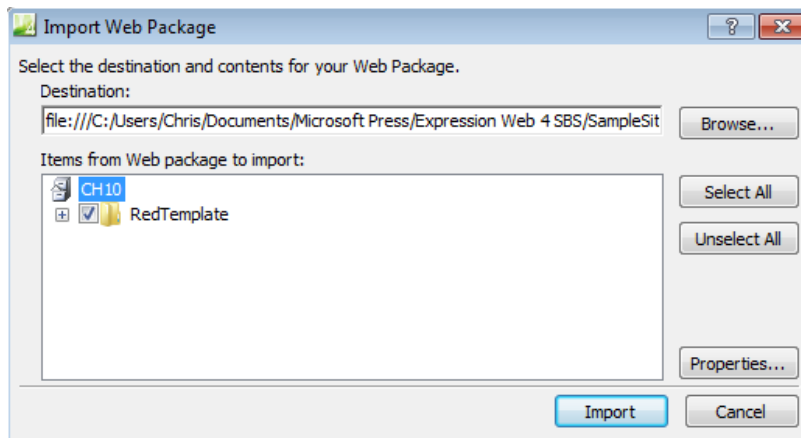 Import Web Package
Select the destination and contents for your Web Package.
Destination:
file:///C:/Users/Chris/Documents/Microsoft Press/Expression Web 4 SBS/SampleSit
Browse...
Items from Web package to import:
CH10
RedTemplate
Select All
Unselect All
Properties...
Import
Cancel